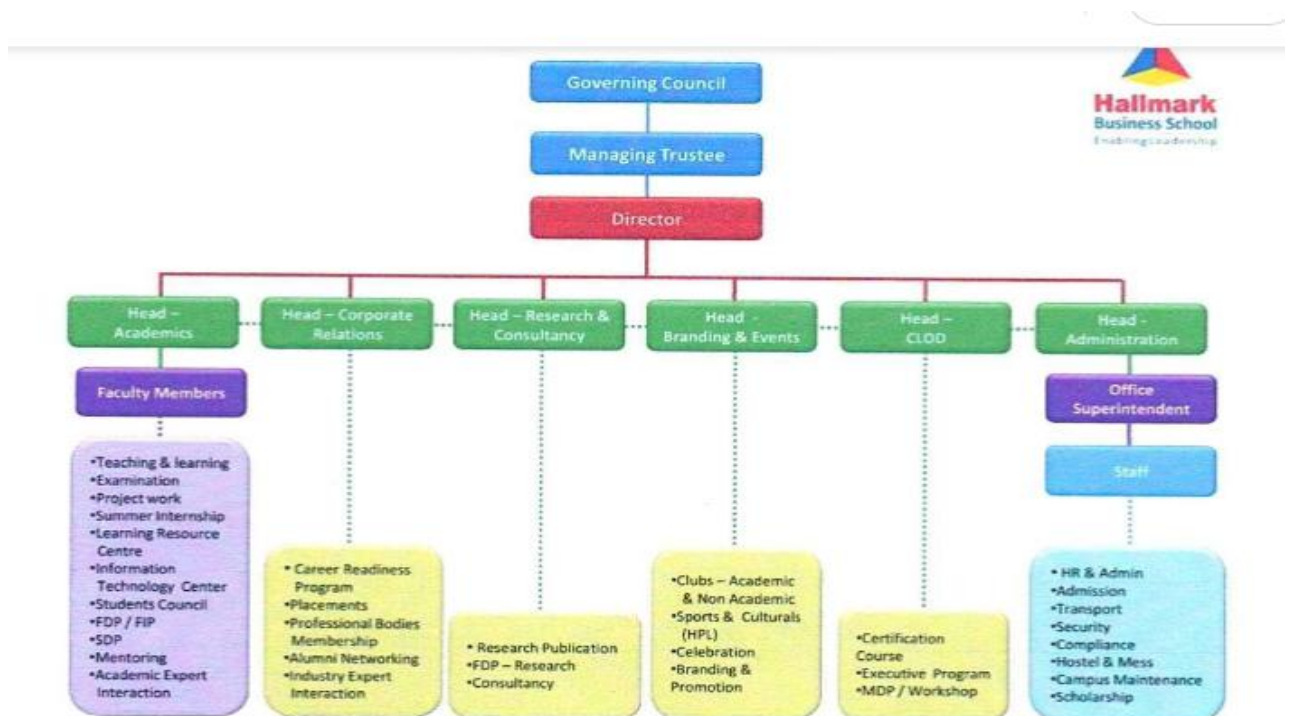 Hallmark
Business School
Enabling Leadership
Governing Council
Managing Trustee
Director
Head –
Academics
Head – Corporate
Relations
Head – Research &
Consultancy
Head -
Branding & Events
Head –
CLOD
Head -
Administration
Faculty Members
Office
Superintendent
Staff
•Teaching & learning
•Examination
•Project work
•Summer Internship
•Learning Resource
Centre
•Information
Technology Center
•Students Council
•FDP / FIP
•SDP
•Mentoring
•Academic Expert
Interaction
• Career Readiness
Program
•Placements
•Professional Bodies
Membership
•Alumni Networking
•Industry Expert
Interaction
• Research Publication
•FDP – Research
•Consultancy
•Clubs – Academic
& Non Academic
•Sports & Culturals
(HPL)
•Celebration
•Branding &
Promotion
•Certification
Course
•Executive Program
•MDP / Workshop
• HR & Admin
•Admission
•Transport
•Security
•Compliance
•Hostel & Mess
•Campus Maintenance
•Scholarship